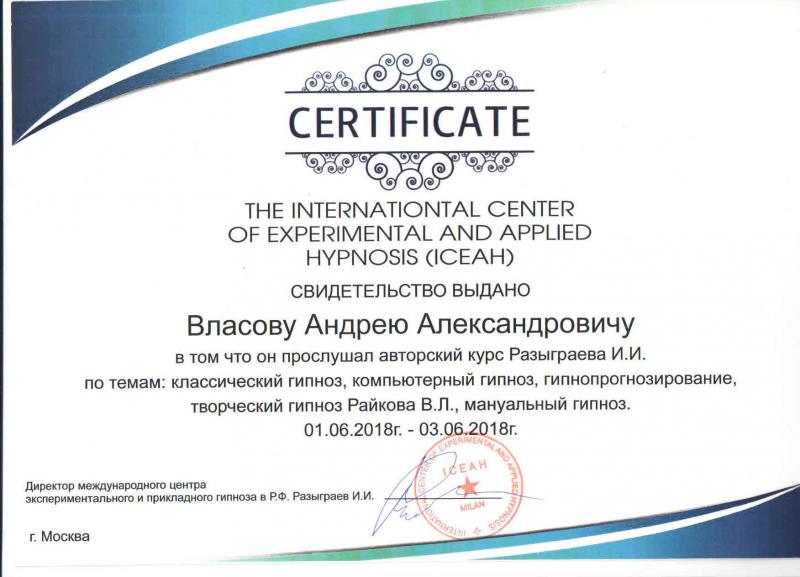 CERTIFICATE
THE INTERNATIONTAL CENTER
OF EXPERIMENTAL AND APPLIED
HYPNOSIS (ICEAH)
СВИДЕТЕЛЬСТВО ВЫДАНО
Власову Андрею Александровичу
в том что он прослушал авторский курс Разыграева И.И.
по темам: классический гипноз, компьютерный гипноз, гипнопрогнозирование,
творческий гипноз Райкова В.Л., мануальный гипноз.
01.06.2018г. - 03.06.2018г.
Директор международного центра
экспериментального и прикладного гипноза в Р.Ф. Разыграев И.И.
INTERNATIONAL CENTER OF EXPERIMENTAL AND APPLIED HYPNOSIS
ICEAH
MILAN
г. Москва